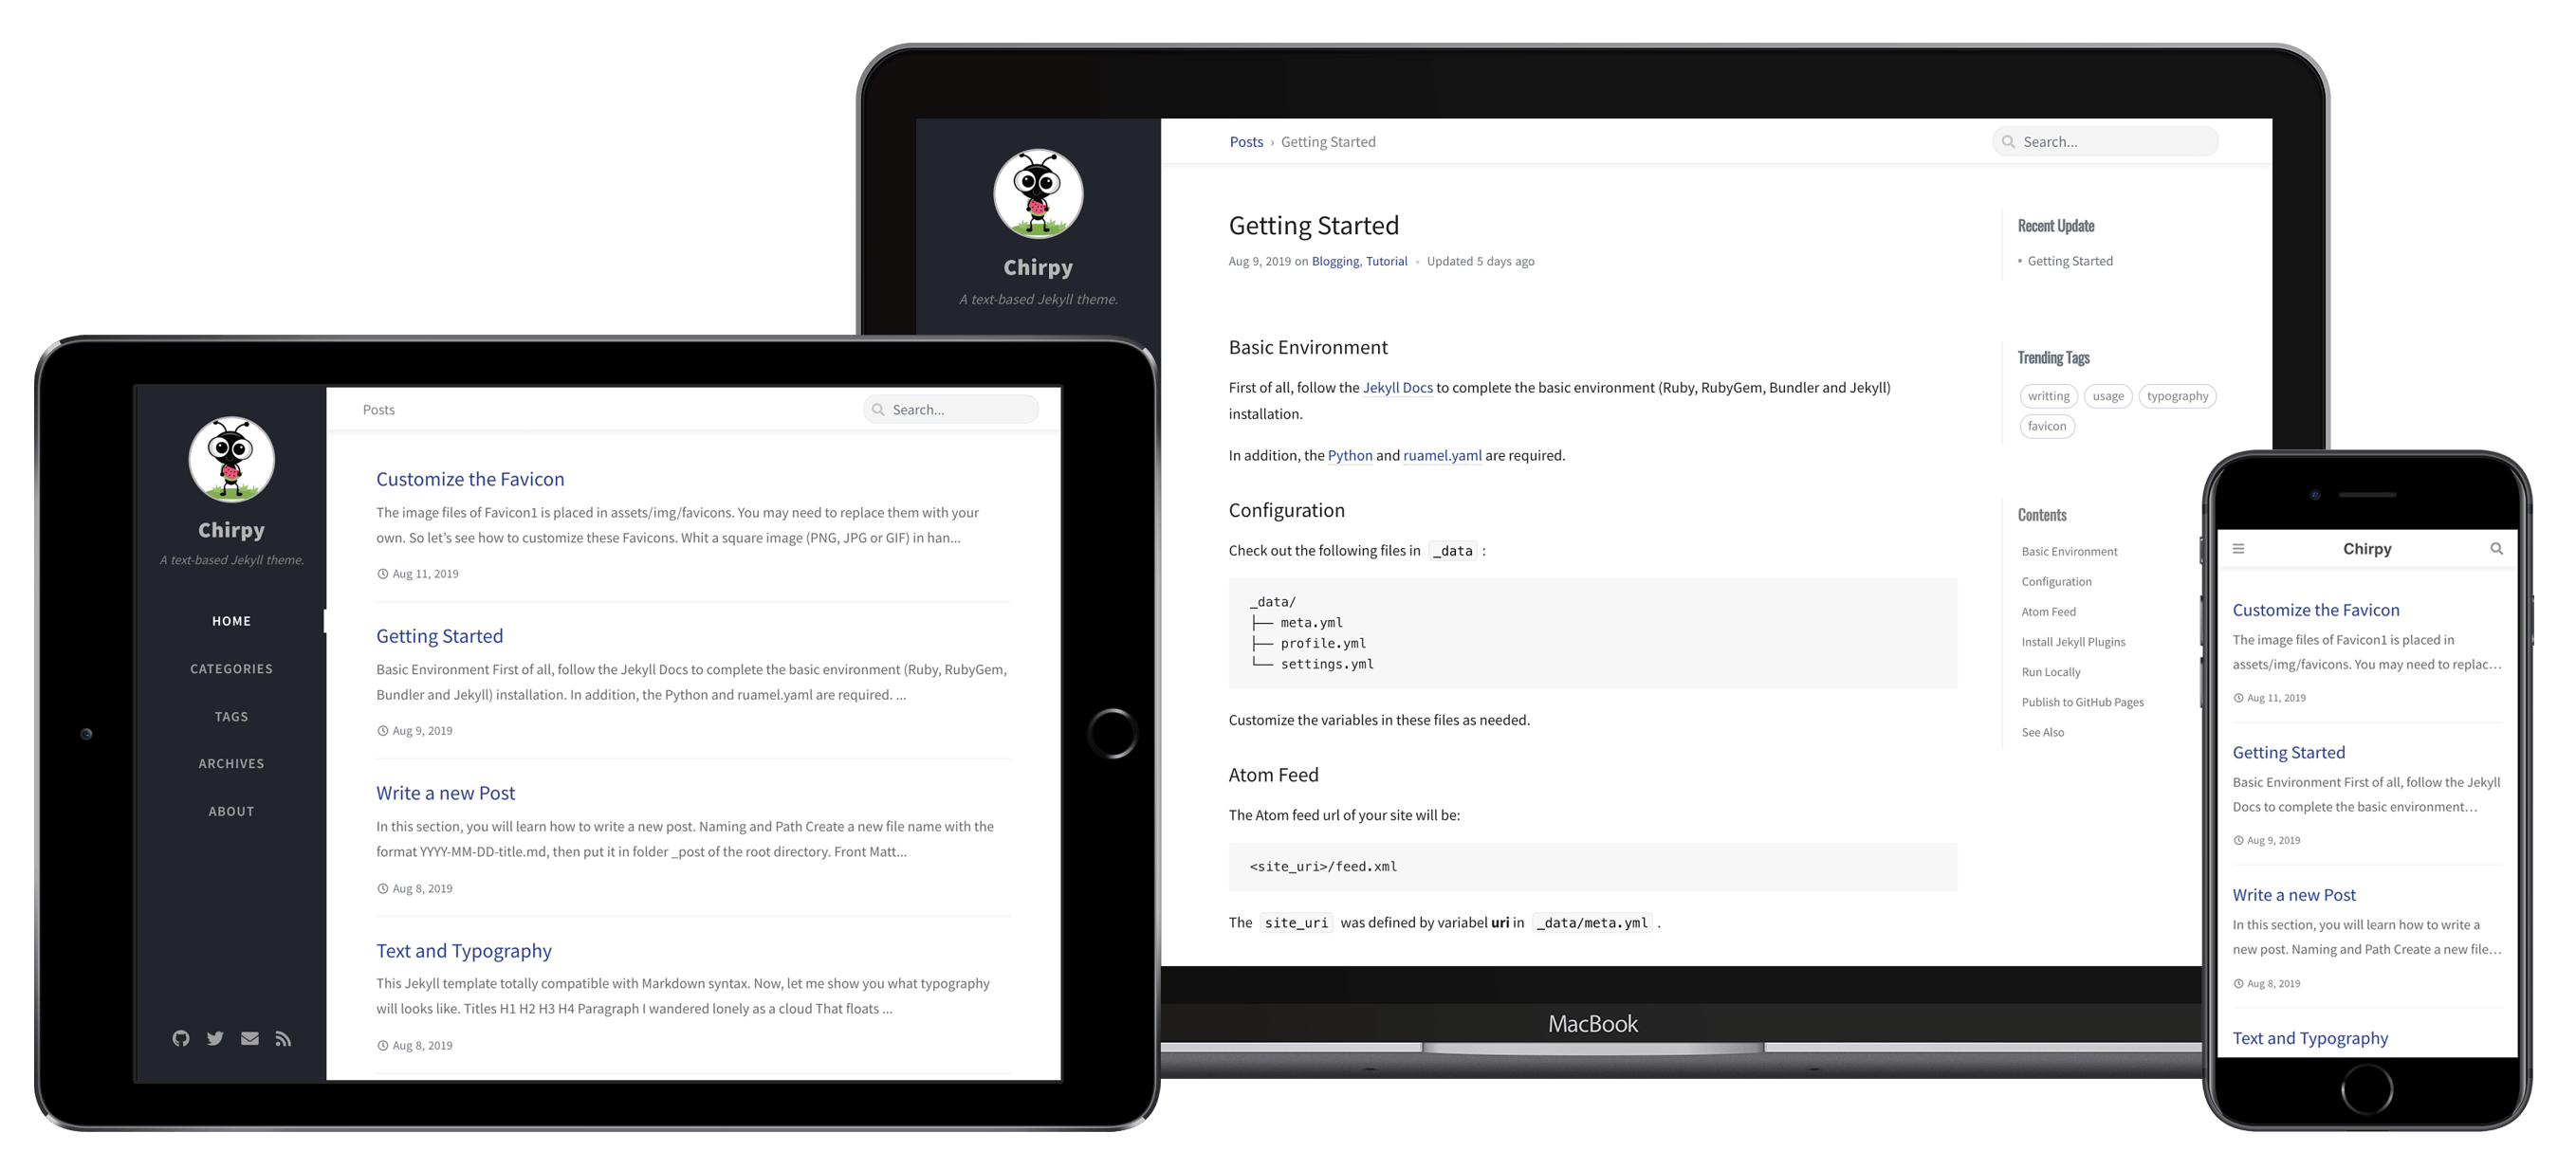 Chirpy
A text-based Jekyll theme.
Posts › Getting Started
Search...
Getting Started
Aug 9, 2019 on Blogging, Tutorial • Updated 5 days ago
Basic Environment
First of all, follow the Jekyll Docs to complete the basic environment (Ruby, RubyGem, Bundler and Jekyll)
installation.
In addition, the Python and ruamel.yaml are required.
Configuration
Check out the following files in _data :
_data/
├── meta.yml
├── profile.yml
└── settings.yml
Customize the variables in these files as needed.
Atom Feed
The Atom feed url of your site will be:
<site_uri>/feed.xml
The site_uri was defined by variabel uri in _data/meta.yml .
Recent Update
• Getting Started
Trending Tags
writting usage typography
favicon
Contents
Basic Environment
Configuration
Atom Feed
Install Jekyll Plugins
Run Locally
Publish to GitHub Pages
See Also
MacBook
Chirpy
A text-based Jekyll theme.
HOME
CATEGORIES
TAGS
ARCHIVES
ABOUT
Posts
Search...
Customize the Favicon
The image files of Favicon1 is placed in assets/img/favicons. You may need to replace them with your
own. So let's see how to customize these Favicons. Whit a square image (PNG, JPG or GIF) in han...
Aug 11, 2019
Getting Started
Basic Environment First of all, follow the Jekyll Docs to complete the basic environment (Ruby, RubyGem,
Bundler and Jekyll) installation. In addition, the Python and ruamel.yaml are required. ...
Aug 9, 2019
Write a new Post
In this section, you will learn how to write a new post. Naming and Path Create a new file name with the
format YYYY-MM-DD-title.md, then put it in folder _post of the root directory. Front Matt...
Aug 8, 2019
Text and Typography
This Jekyll template totally compatible with Markdown syntax. Now, let me show you what typography
will looks like. Titles H1 H2 H3 H4 Paragraph I wandered lonely as a cloud That floats ...
Aug 8, 2019
Chirpy
Customize the Favicon
The image files of Favicon1 is placed in
assets/img/favicons. You may need to replac...
Aug 11, 2019
Getting Started
Basic Environment First of all, follow the Jekyll
Docs to complete the basic environment...
Aug 9, 2019
Write a new Post
In this section, you will learn how to write a
new post. Naming and Path Create a new file...
Aug 8, 2019
Text and Typography